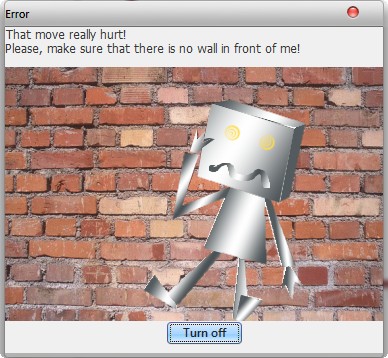 Error
That move really hurt!
Please, make sure that there is no wall in front of me!
Turn off